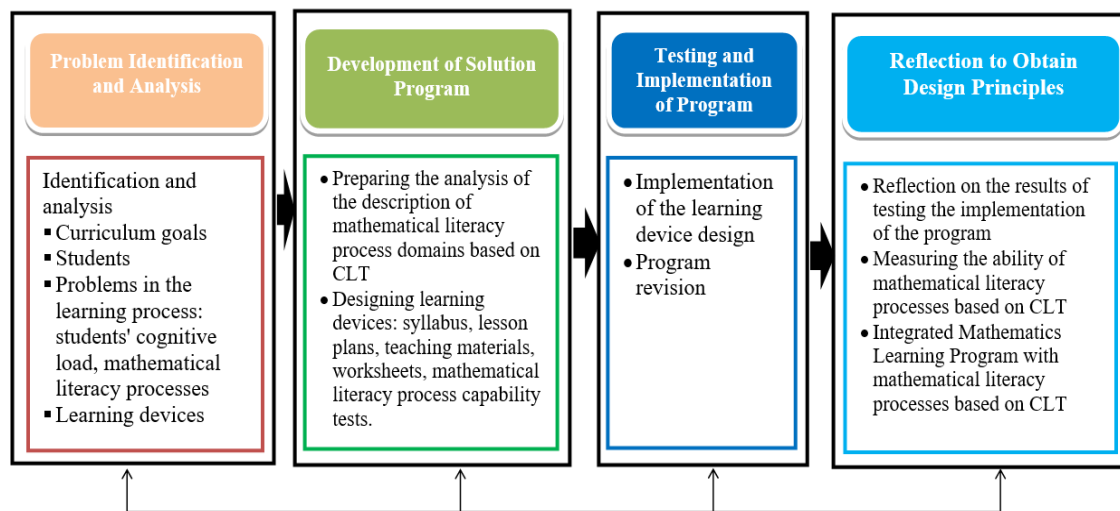 Problem Identification
and Analysis
Identification and
analysis
▪ Curriculum goals
▪ Students
▪ Problems in the
learning process:
students' cognitive
load, mathematical
literacy processes
▪ Learning devices
Development of Solution
Program
• Preparing the analysis of
the description of
mathematical literacy
process domains based on
CLT
• Designing learning
devices: syllabus, lesson
plans, teaching materials,
worksheets, mathematical
literacy process capability
tests.
Testing and
Implementation
of Program
• Implementation
of the learning
device design
• Program
revision
Reflection to Obtain
Design Principles
• Reflection on the results of
testing the implementation
of the program
• Measuring the ability of
mathematical literacy
processes based on CLT
• Integrated Mathematics
Learning Program with
mathematical literacy
processes based on CLT